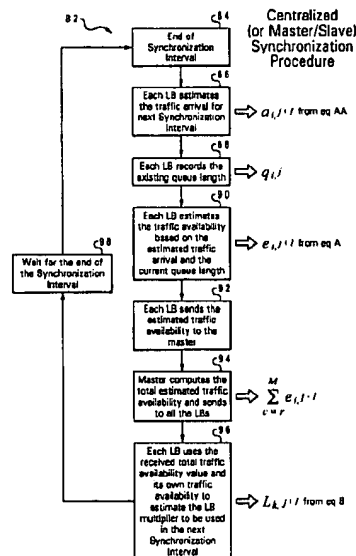 82
Centralized
(or Master/Slave)
Synchronization
Procedure
84
End of
Synchronization
Interval
86
Each LB estimates
the traffic arrival for
next Synchronization
Interval
a i, j+1 from eq AA
88
Each LB records the
existing queue length
q i, j
90
Each LB estimates
the traffic availability
based on the
estimated traffic
arrival and the
current queue length
e i, j+1 from eq A
98
Wait for the end of
the Synchronization
Interval
92
Each LB sends the
estimated traffic
availability to the
master
94
Master computes the
total estimated traffic
availability and sends
to all the LBs
M
∑ e i, j+1
96
Each LB uses the
received total traffic
availability value and
its own traffic
availability to
estimate the LB
multiplier to be used
in the next
Synchronization
Interval
L k, j+1 from eq B